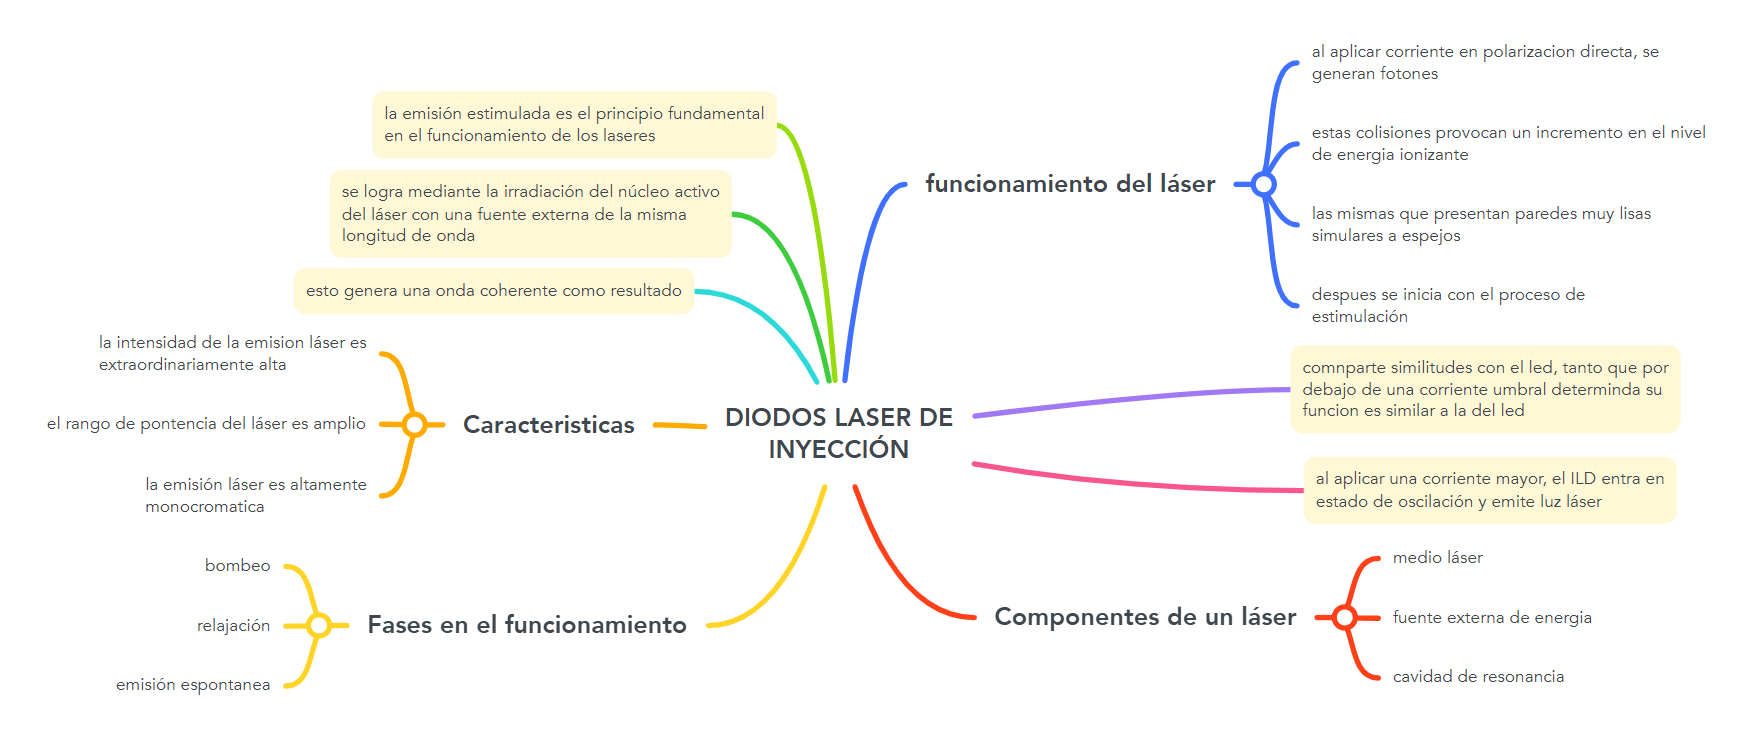 al aplicar corriente en polarizacion directa, se
generan fotones
la emisión estimulada es el principio fundamental
en el funcionamiento de los laseres
estas colisiones provocan un incremento en el nivel
de energia ionizante
funcionamiento del láser
se logra mediante la irradiación del núcleo activo
del láser con una fuente externa de la misma
longitud de onda
las mismas que presentan paredes muy lisas
simulares a espejos
esto genera una onda coherente como resultado
despues se inicia con el proceso de
estimulación
la intensidad de la emision láser es
extraordinariamente alta
comnparte similitudes con el led, tanto que por
debajo de una corriente umbral determinda su
funcion es similar a la del led
el rango de pontencia del láser es amplio
Caracteristicas
DIODOS LASER DE
INYECCIÓN
la emisión láser es altamente
monocromatica
al aplicar una corriente mayor, el ILD entra en
estado de oscilación y emite luz láser
bombeo
relajación
emisión espontanea
Fases en el funcionamiento
Componentes de un láser
medio láser
fuente externa de energia
cavidad de resonancia